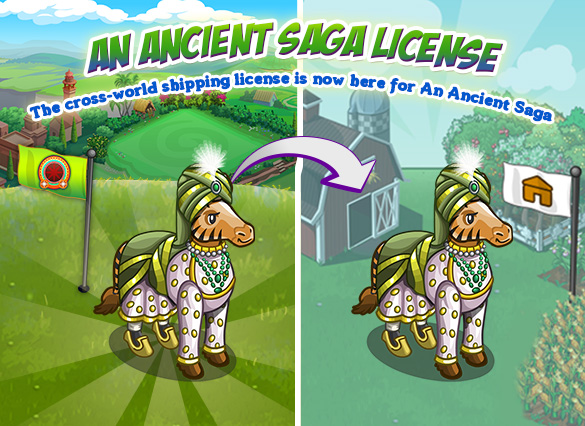 AN ANCIENT SAGA LICENSE
The cross-world shipping license is now here for An Ancient Saga